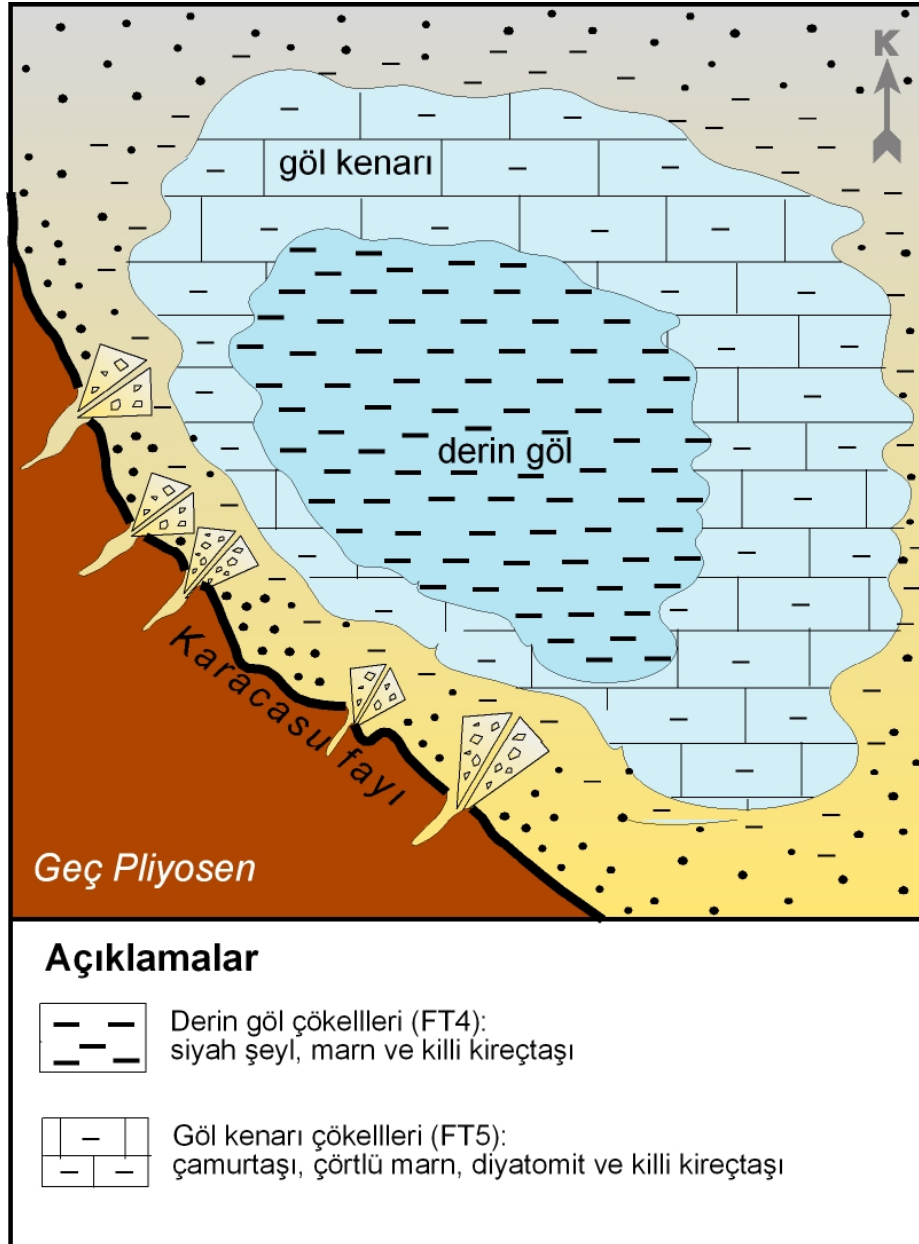 K
göl kenarı
derin göl
Karacasu fayı
Geç Pliyosen
Açıklamalar
Derin göl çökellleri (FT4):
siyah şeyl, marn ve killi kireçtaşı
Göl kenarı çökellleri (FT5):
çamurtaşı, çörtlü marn, diyatomit ve killi kireçtaşı